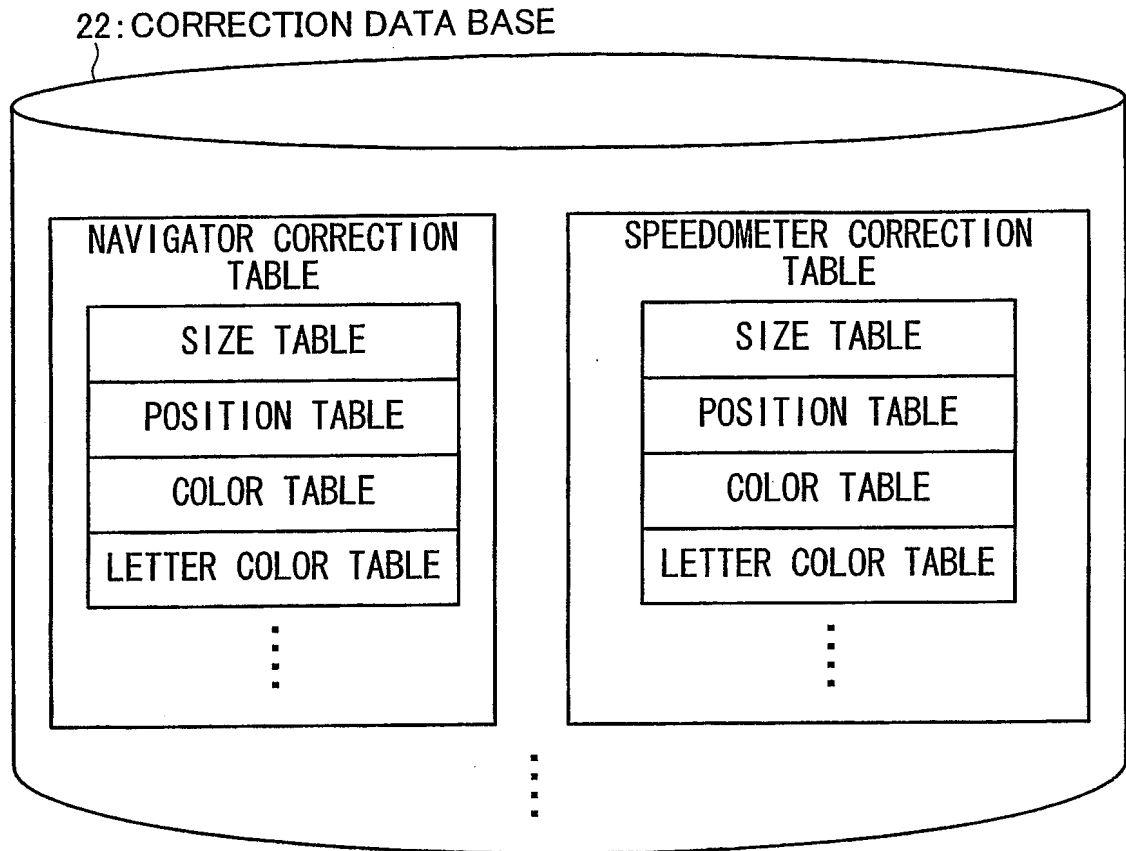 22:CORRECTION DATA BASE
NAVIGATOR CORRECTION
TABLE
SIZE TABLE
POSITION TABLE
COLOR TABLE
LETTER COLOR TABLE
SPEEDOMETER CORRECTION
TABLE
SIZE TABLE
POSITION TABLE
COLOR TABLE
LETTER COLOR TABLE